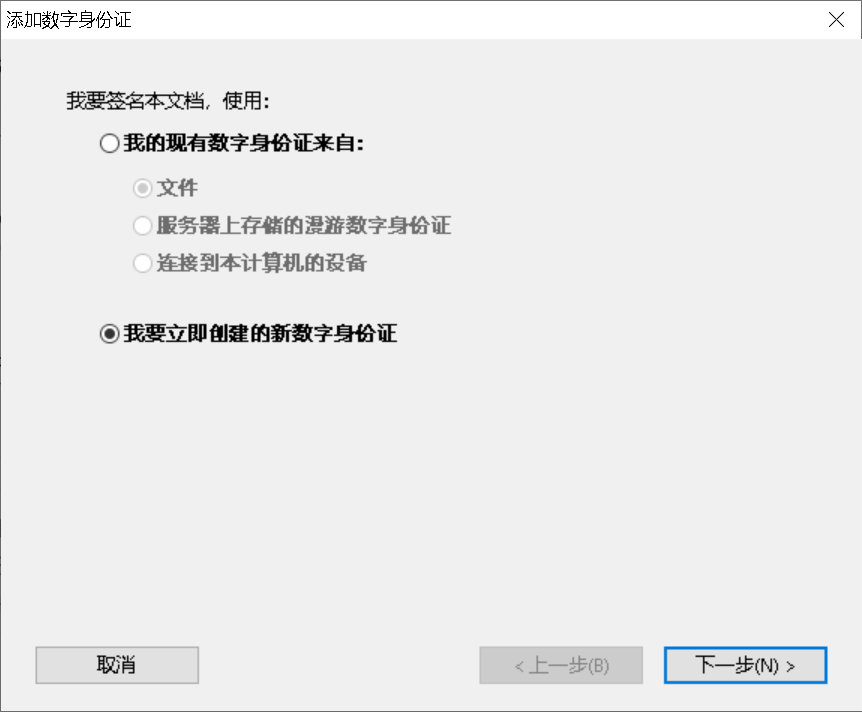 添加数字身份证
我要签名本文档，使用：
我的现有数字身份证来自：
文件
服务器上存储的漫游数字身份证
连接到本计算机的设备
我要立即创建的新数字身份证
取消
< 上一步(B)
下一步(N) >